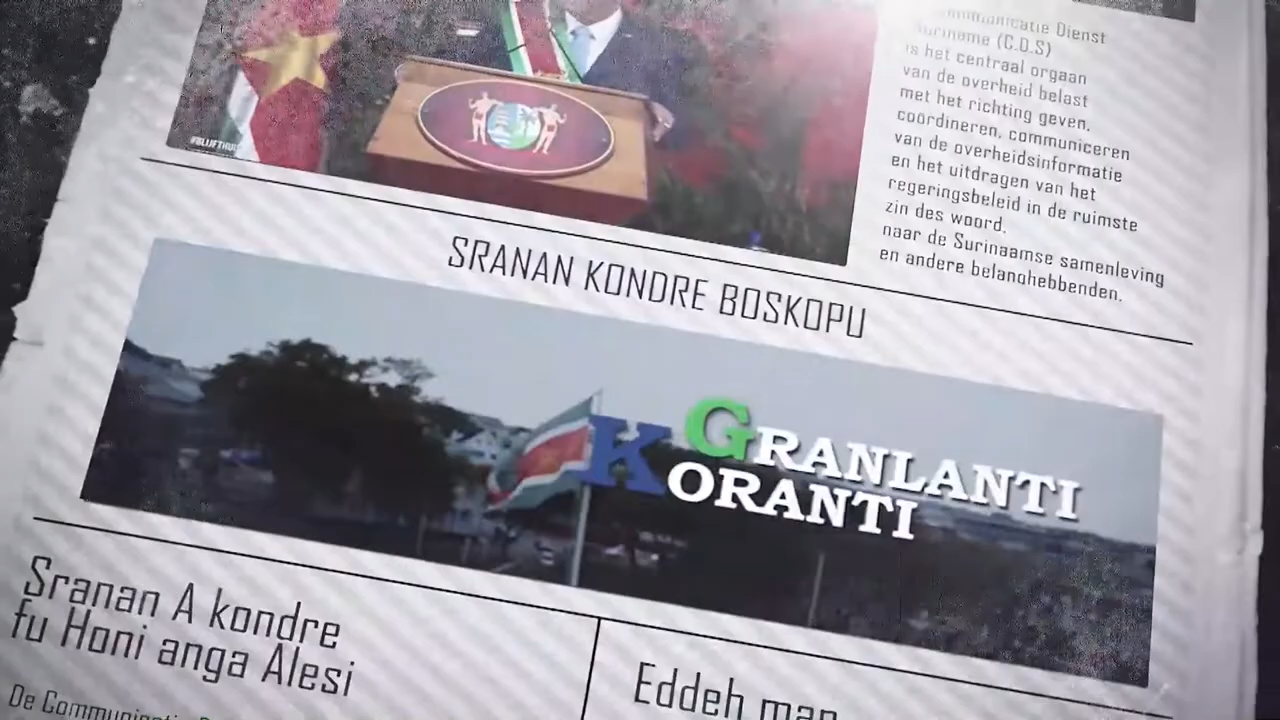 Dienst
Suriname (C.D.S)
is het centraal orgaan
van de overheid belast
met het richting geven,
coördineren, communiceren
van de overheidsinformatie
en het uitdragen van het
regeringsbeleid in de ruimste
zin des woord.
naar de Surinaamse samenleving
en andere belanghebbenden.
SRANAN KONDRE BOSKOPU
GRANLANTI
KORANTI
Sranan A kondre
fu Honi anga Alesi
De
Eddeh man